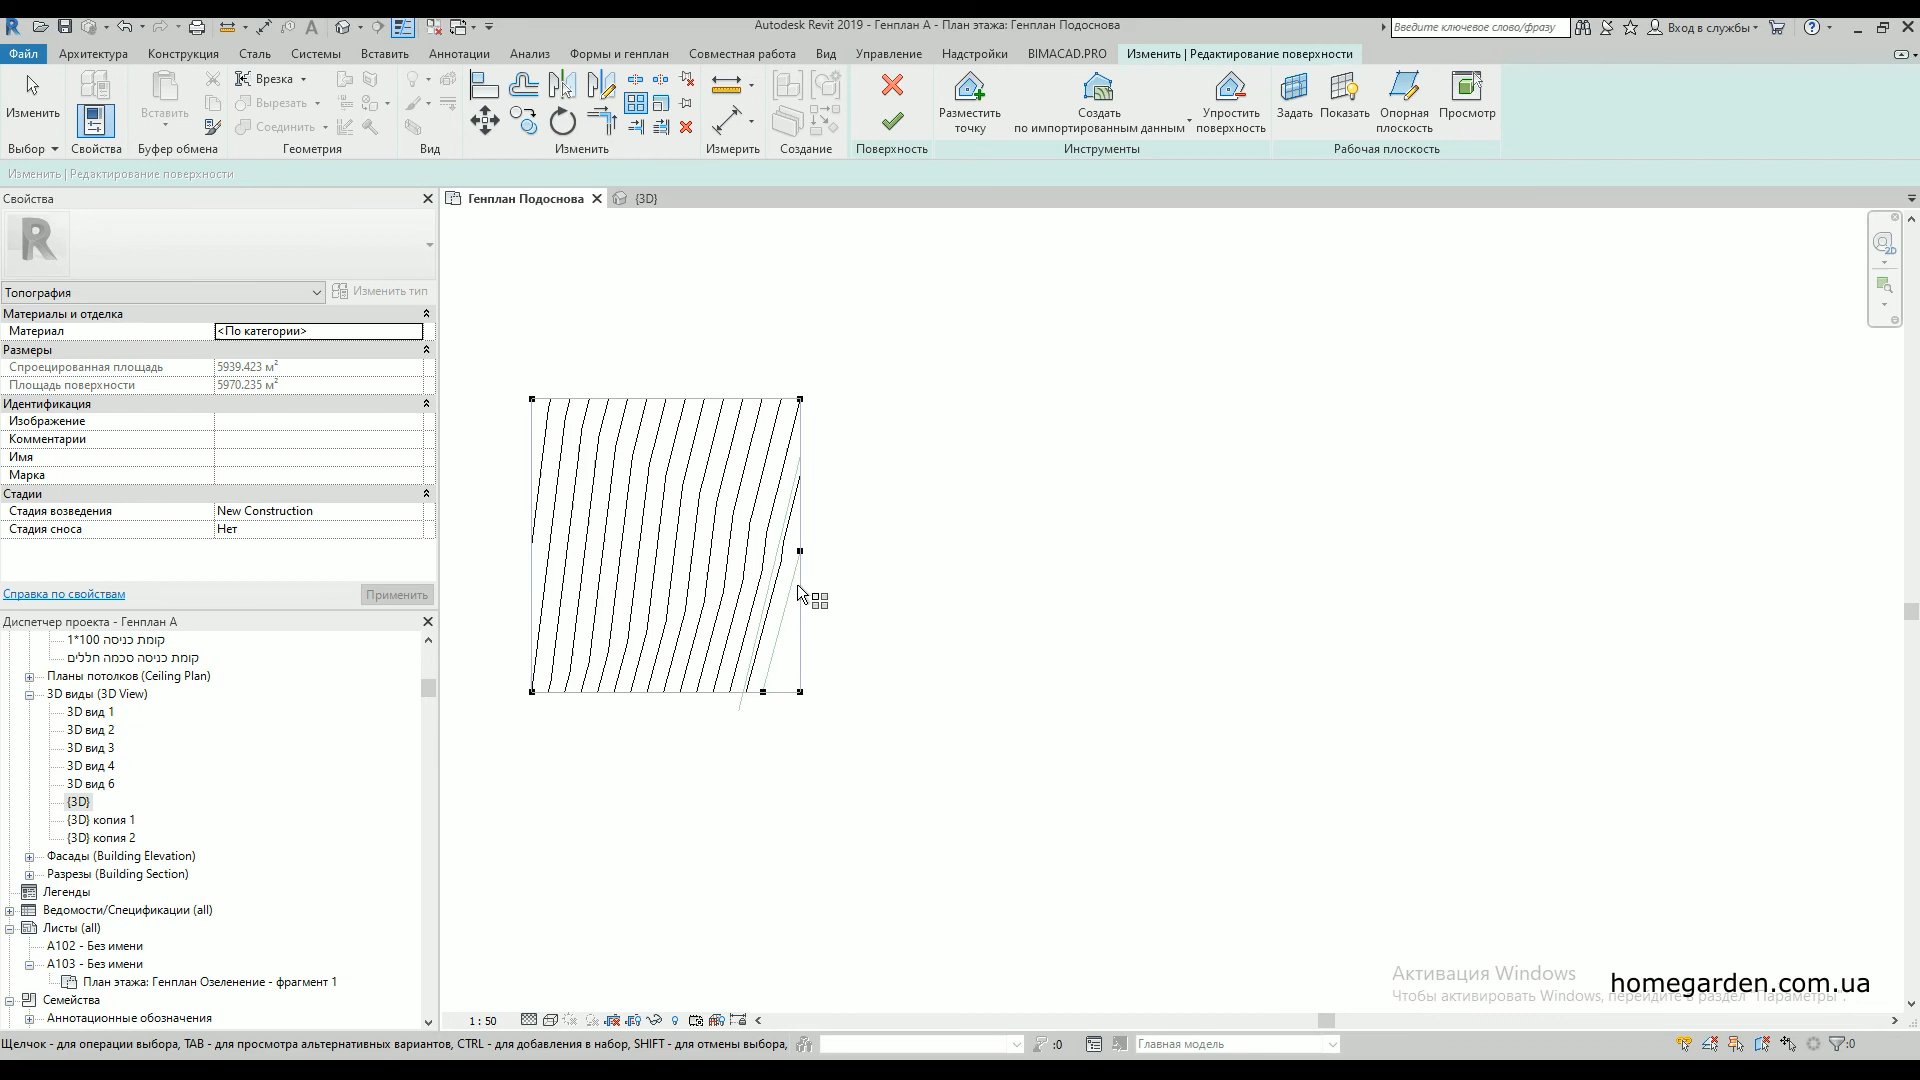 Autodesk Revit 2019 - Генплан А - План этажа: Генплан Подоснова
Введите ключевое слово/фразу
Вход в службы
Файл Архитектура Конструкция Сталь Системы Вставить Аннотации Анализ Формы и генплан Совместная работа Вид Управление Надстройки BIMACAD.PRO Изменить | Редактирование поверхности
Изменить
Вставить
Врезка
Вырезать
Соединить
Разместить точку
Создать по импортированным данным
Упростить поверхность
Задать
Показать
Опорная плоскость
Просмотр
Выбор Свойства Буфер обмена Геометрия Вид Изменить Измерить Создание Поверхность Инструменты Рабочая плоскость
Изменить | Редактирование поверхности
Свойства
Генплан Подоснова
{3D}
R
Топография
Изменить тип
Материалы и отделка
Материал <По категории>
Размеры
Спроецированная площадь 5939.423 м²
Площадь поверхности 5970.235 м²
Идентификация
Изображение
Комментарии
Имя
Марка
Стадии
Стадия возведения New Construction
Стадия сноса Нет
Справка по свойствам
Применить
Диспетчер проекта - Генплан А
קומת כניסה 100*1
קומת כניסה סכמה חללים
Планы потолков (Ceiling Plan)
3D виды (3D View)
3D вид 1
3D вид 2
3D вид 3
3D вид 4
3D вид 6
{3D}
{3D} копия 1
{3D} копия 2
Фасады (Building Elevation)
Разрезы (Building Section)
Легенды
Ведомости/Спецификации (all)
Листы (all)
A102 - Без имени
A103 - Без имени
План этажа: Генплан Озеленение - фрагмент 1
Семейства
Аннотационные обозначения
2D
Активация Windows
Чтобы активировать Windows, перейдите в раздел "Параметры".
homegarden.com.ua
1 : 50
Щелчок - для операции выбора, TAB - для просмотра альтернативных вариантов, CTRL - для добавления в набор, SHIFT - для отмены выбора,
:0
Главная модель
:0